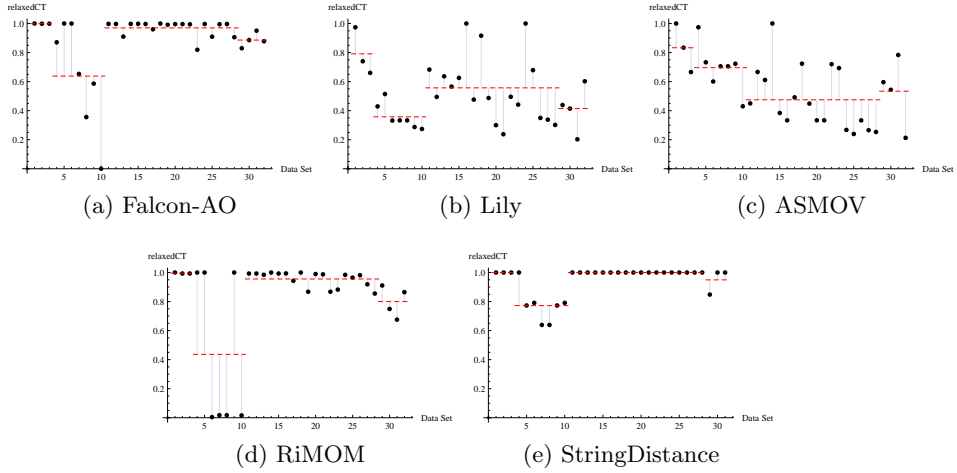 relaxedCT
1.0
0.8
0.6
0.4
0.2
5 10 15 20 25 30
Data Set
(a) Falcon-AO
relaxedCT
1.0
0.8
0.6
0.4
0.2
5 10 15 20 25 30
Data Set
(b) Lily
relaxedCT
1.0
0.8
0.6
0.4
0.2
5 10 15 20 25 30
Data Set
(c) ASMOV
relaxedCT
1.0
0.8
0.6
0.4
0.2
5 10 15 20 25 30
Data Set
(d) RiMOM
relaxedCT
1.0
0.8
0.6
0.4
0.2
5 10 15 20 25 30
Data Set
(e) StringDistance